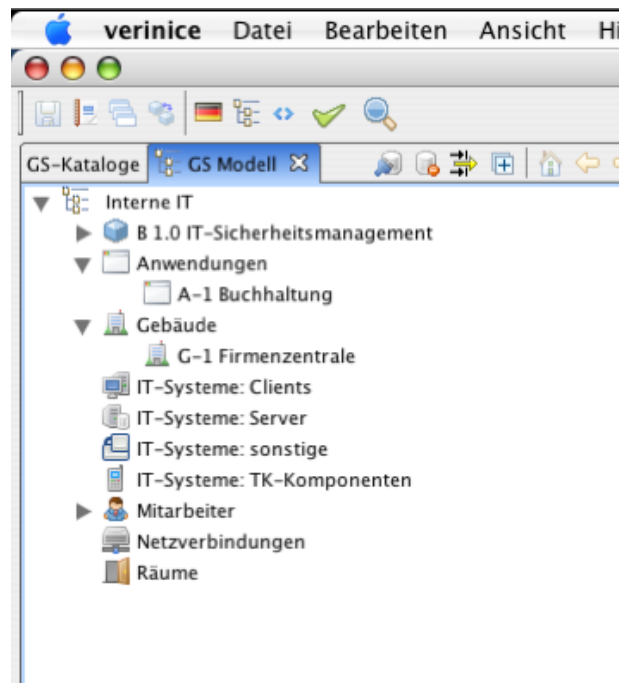 verinice Datei Bearbeiten Ansicht Hi
GS-Kataloge GS Modell
Interne IT
B 1.0 IT-Sicherheitsmanagement
Anwendungen
A-1 Buchhaltung
Gebäude
G-1 Firmenzentrale
IT-Systeme: Clients
IT-Systeme: Server
IT-Systeme: sonstige
IT-Systeme: TK-Komponenten
Mitarbeiter
Netzverbindungen
Räume